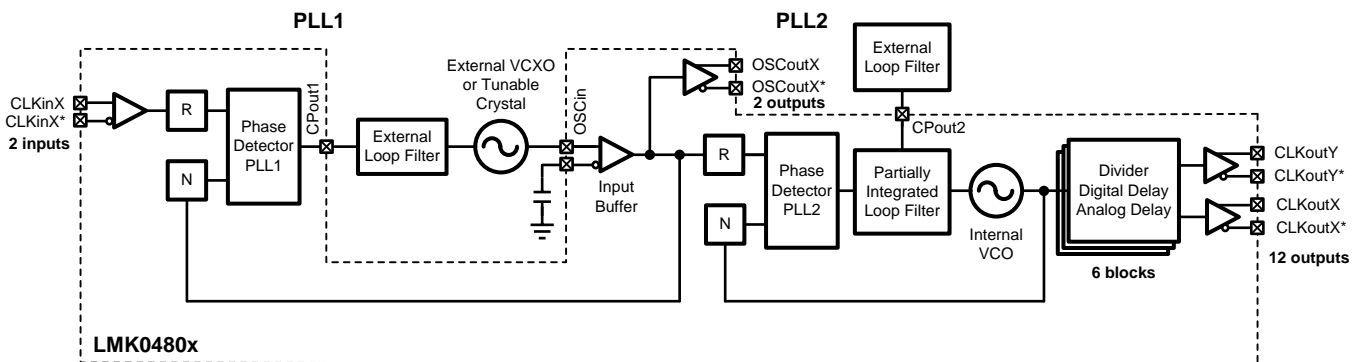 PLL1
PLL2
External VCXO
or Tunable
Crystal
External
Loop Filter
OSCoutX
OSCoutX*
2 outputs
CLKinX
CLKinX*
2 inputs
R
N
Phase
Detector
PLL1
CPout1
External
Loop Filter
OSCin
Input
Buffer
R
N
Phase
Detector
PLL2
CPout2
Partially
Integrated
Loop Filter
Internal
VCO
Divider
Digital Delay
Analog Delay
6 blocks
CLKoutY
CLKoutY*
CLKoutX
CLKoutX*
12 outputs
LMK0480x